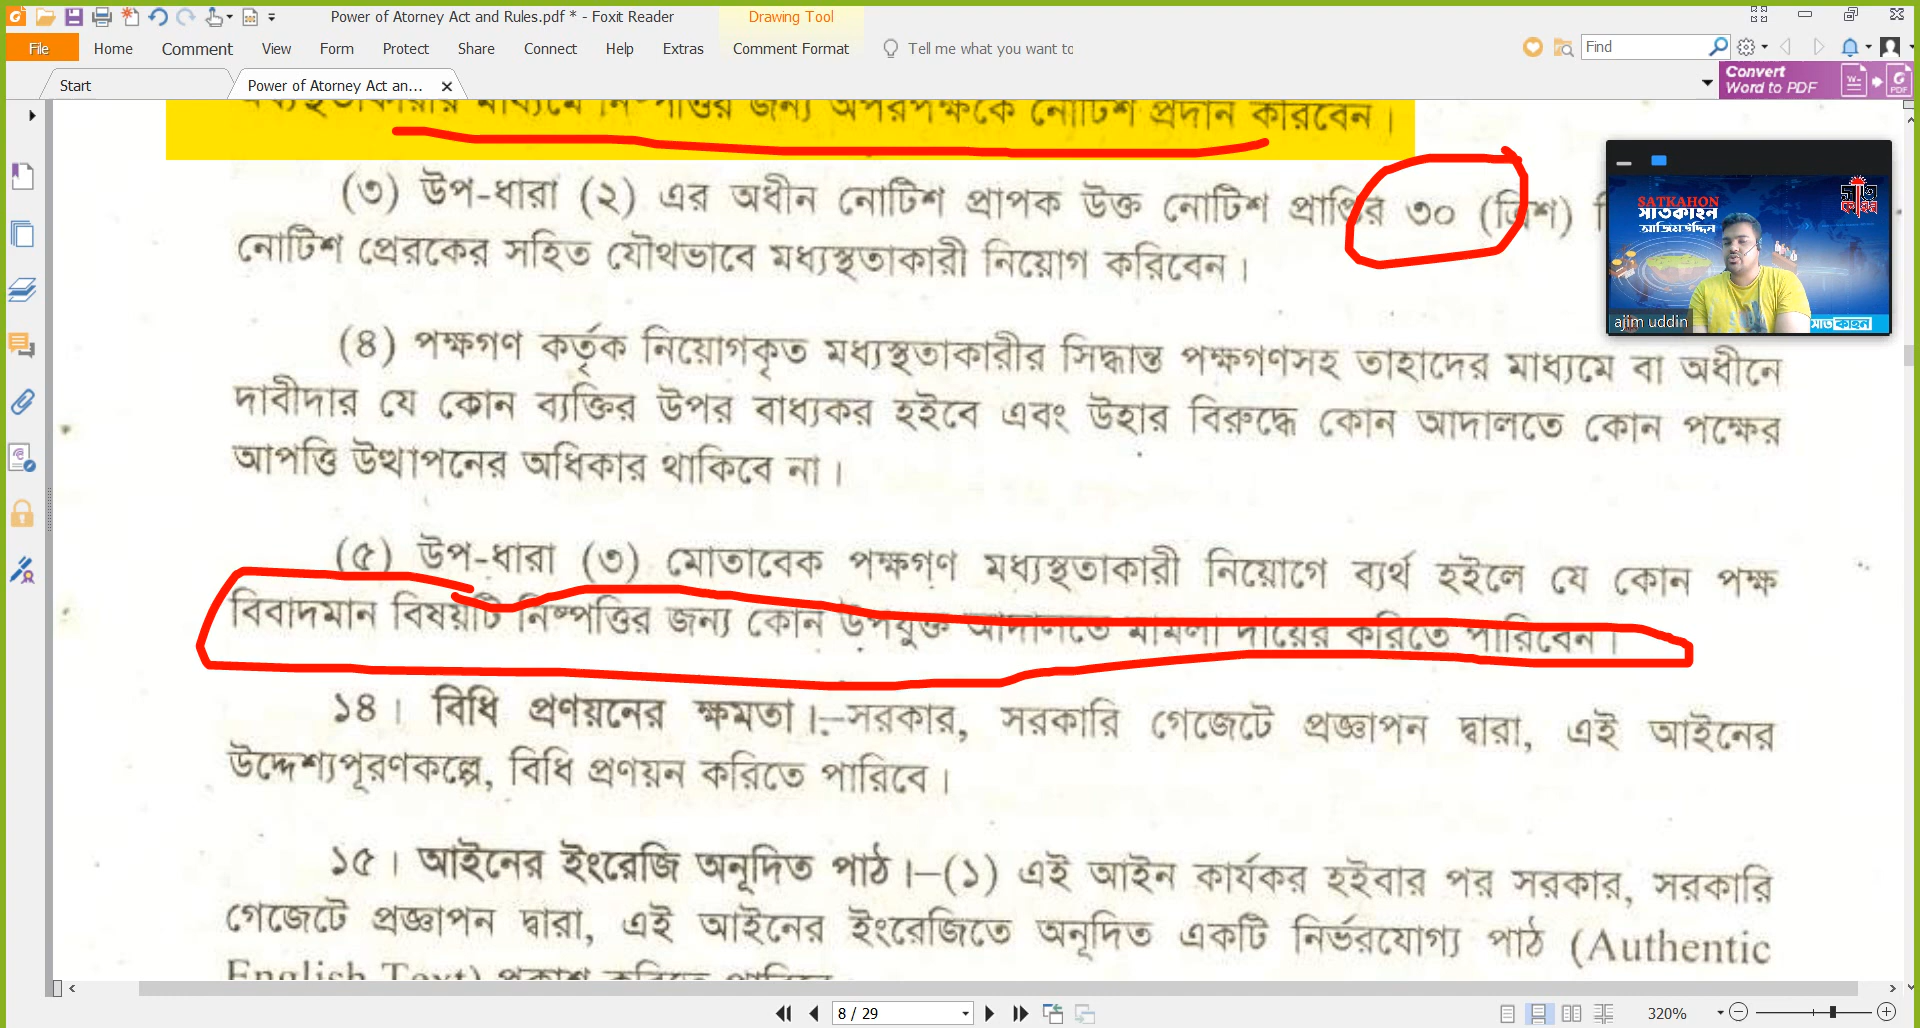 Power of Atorney Act and Rules.pdf * - Foxit Reader
Drawing Tool
File Home Comment View Form Protect Share Connect Help Extras Comment Format Tell me what you want to
Find
Start
Power of Atorney Act an...
Convert
Word to PDF
মাধ্যমে নিষ্পত্তির জন্য অপরপক্ষকে নোটিশ প্রদান করিবেন।
(৩) উপ-ধারা (২) এর অধীন নোটিশ প্রাপক উক্ত নোটিশ প্রাপ্তির ৩০ (ত্রিশ)
নোটিশ প্রেরকের সহিত যৌথভাবে মধ্যস্থতাকারী নিয়োগ করিবেন।
SATKAHON
সাতকাহন
আজিম উদ্দিন
ajim uddin
সাত কাহন
(৪) পক্ষগণ কর্তৃক নিয়োগকৃত মধ্যস্থতাকারীর সিদ্ধান্ত পক্ষগণসহ তাহাদের মাধ্যমে বা অধীনে
দাবীদার যে কোন ব্যক্তির উপর বাধ্যকর হইবে এবং উহার বিরুদ্ধে কোন আদালতে কোন পক্ষের
আপত্তি উত্থাপনের অধিকার থাকিবে না।
(৫) উপ-ধারা (৩) মোতাবেক পক্ষগণ মধ্যস্থতাকারী নিয়োগে ব্যর্থ হইলে যে কোন পক্ষ
বিবাদমান বিষয়টি নিষ্পত্তির জন্য কোন উপযুক্ত আদালতে মামলা দায়ের করিতে পারিবেন।
১৪। বিধি প্রণয়নের ক্ষমতা।–সরকার, সরকারি গেজেটে প্রজ্ঞাপন দ্বারা, এই আইনের
উদ্দেশ্যপূরণকল্পে, বিধি প্রণয়ন করিতে পারিবে।
১৫। আইনের ইংরেজি অনূদিত পাঠ।–(১) এই আইন কার্যকর হইবার পর সরকার, সরকারি
গেজেটে প্রজ্ঞাপন দ্বারা, এই আইনের ইংরেজিতে অনূদিত একটি নির্ভরযোগ্য পাঠ (Authentic
English Text) প্রকাশ করিতে পারিবে
8 / 29
320%